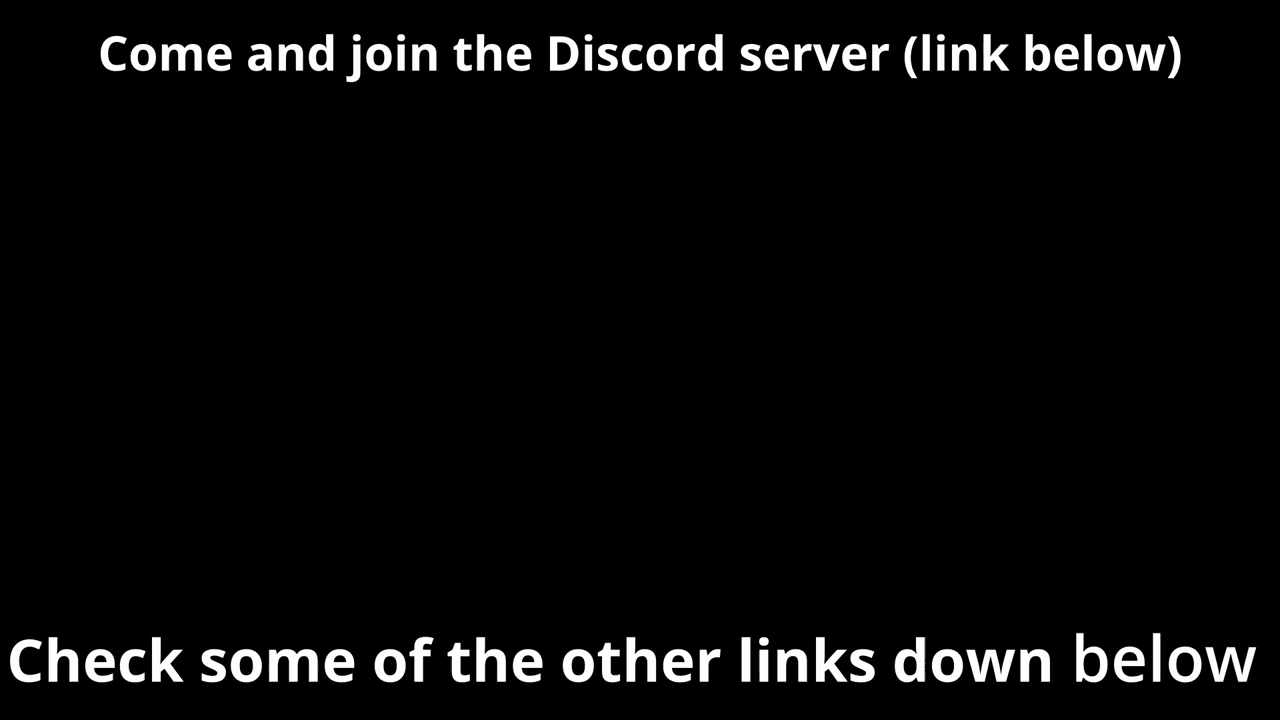 Come and join the Discord server (link below)
Check some of the other links down below